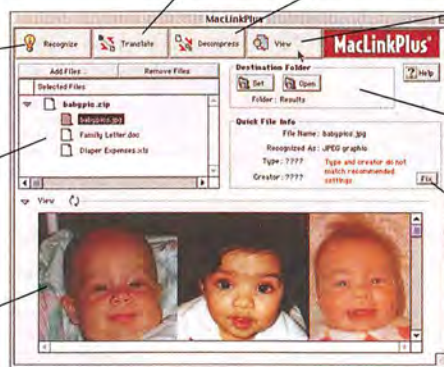 MacLinkPlus
Recognize
Translate
Decompress
View
MacLinkPlus®
Add Files...
Remove Files
Selected Files:
babypic.zip
babypics.jpg
Family Letter.doc
Diaper Expenses.xls
Destination Folder
Set
Open
Folder: Results
? Help
Quick File Info
File Name: babypics.jpg
Recognized As: JPEG graphic
Type: ????
Creator: ????
Type and creator do not
match recommended
settings
Fix
View